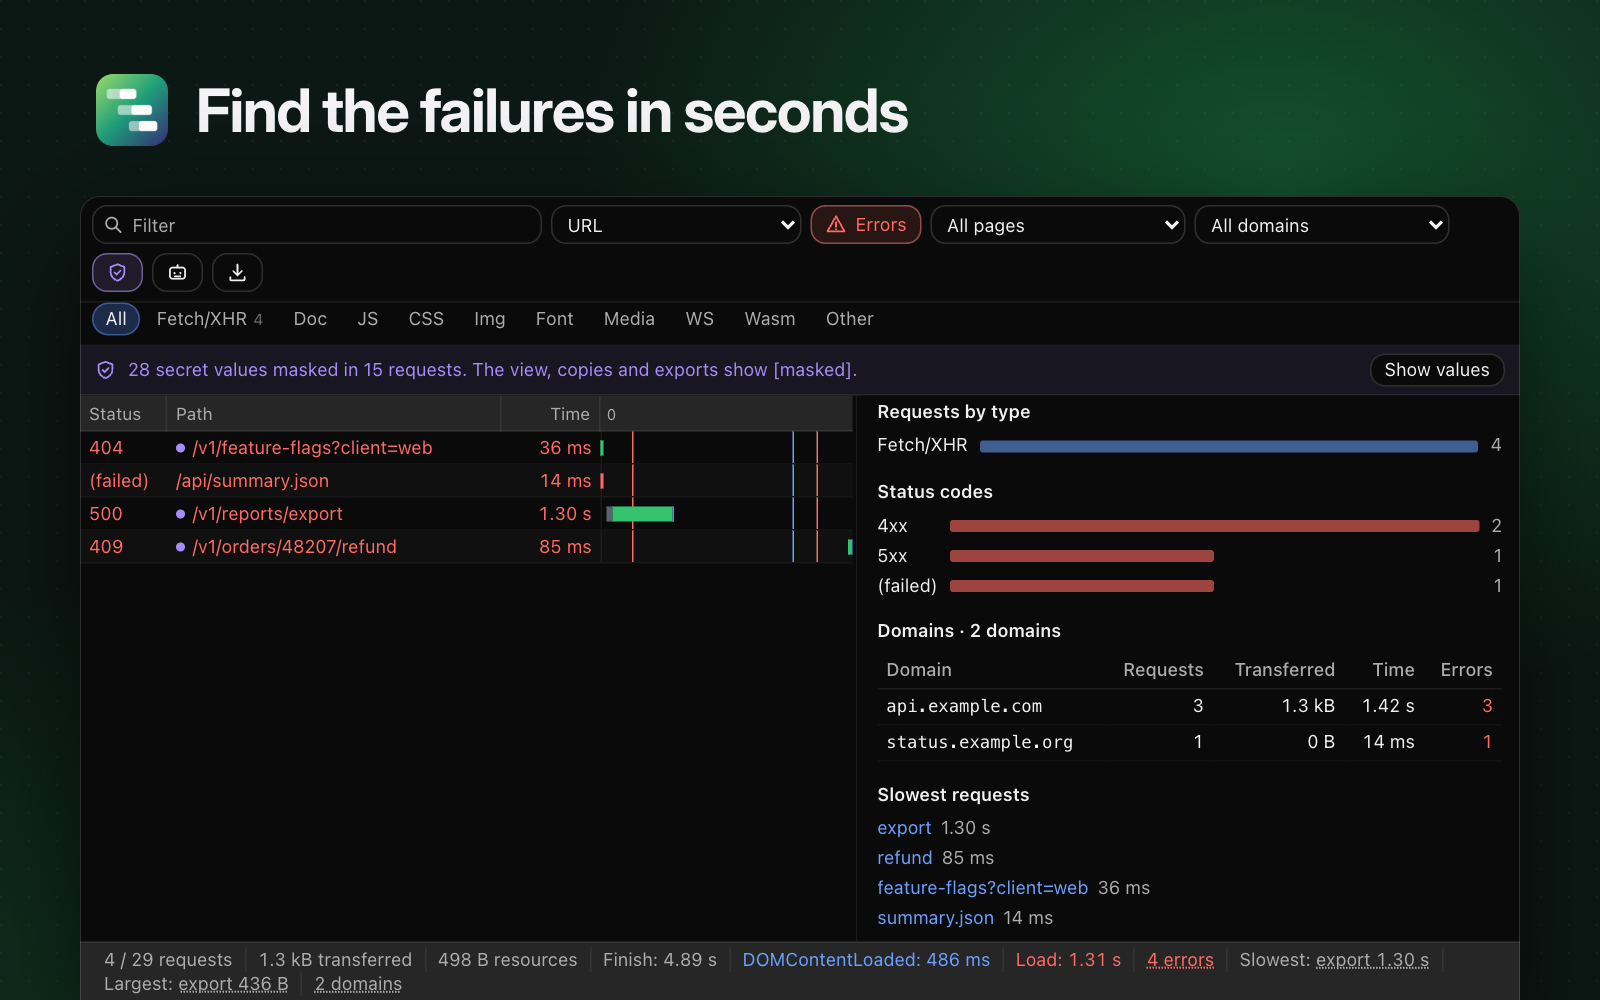 Find the failures in seconds
Filter
URL
Errors
All pages
All domains
All
Fetch/XHR 4
Doc
JS
CSS
Img
Font
Media
WS
Wasm
Other
28 secret values masked in 15 requests. The view, copies and exports show [masked].
Show values
Status Path Time 0
404 /v1/feature-flags?client=web 36 ms
(failed) /api/summary.json 14 ms
500 /v1/reports/export 1.30 s
409 /v1/orders/48207/refund 85 ms
Requests by type
Fetch/XHR 4
Status codes
4xx 2
5xx 1
(failed) 1
Domains · 2 domains
Domain Requests Transferred Time Errors
api.example.com 3 1.3 kB 1.42 s 3
status.example.org 1 0 B 14 ms 1
Slowest requests
export 1.30 s
refund 85 ms
feature-flags?client=web 36 ms
summary.json 14 ms
4 / 29 requests 1.3 kB transferred 498 B resources Finish: 4.89 s DOMContentLoaded: 486 ms Load: 1.31 s 4 errors Slowest: export 1.30 s
Largest: export 436 B 2 domains